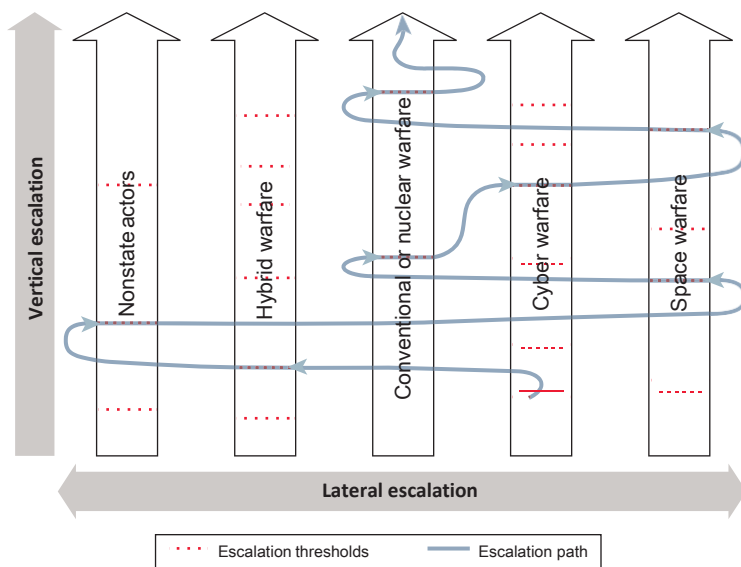 Vertical escalation
Nonstate actors
Hybrid warfare
Conventional or nuclear warfare
Cyber warfare
Space warfare
Lateral escalation
Escalation thresholds
Escalation path